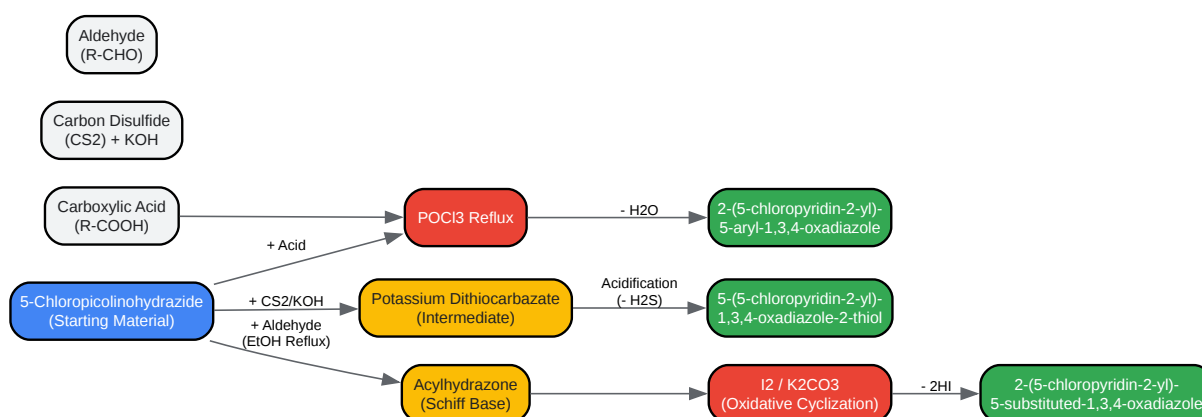 Aldehyde
(R-CHO)
Carbon Disulfide
(CS2) + KOH
Carboxylic Acid
(R-COOH)
POCl3 Reflux
- H2O
2-(5-chloropyridin-2-yl)-
5-aryl-1,3,4-oxadiazole
+ Acid
5-Chloropicolinohydrazide
(Starting Material)
+ CS2/KOH
Potassium Dithiocarbazate
(Intermediate)
Acidification
(- H2S)
5-(5-chloropyridin-2-yl)-
1,3,4-oxadiazole-2-thiol
+ Aldehyde
(EtOH Reflux)
Acylhydrazone
(Schiff Base)
I2 / K2CO3
(Oxidative Cyclization)
- 2HI
2-(5-chloropyridin-2-yl)-
5-substituted-1,3,4-oxadiazole